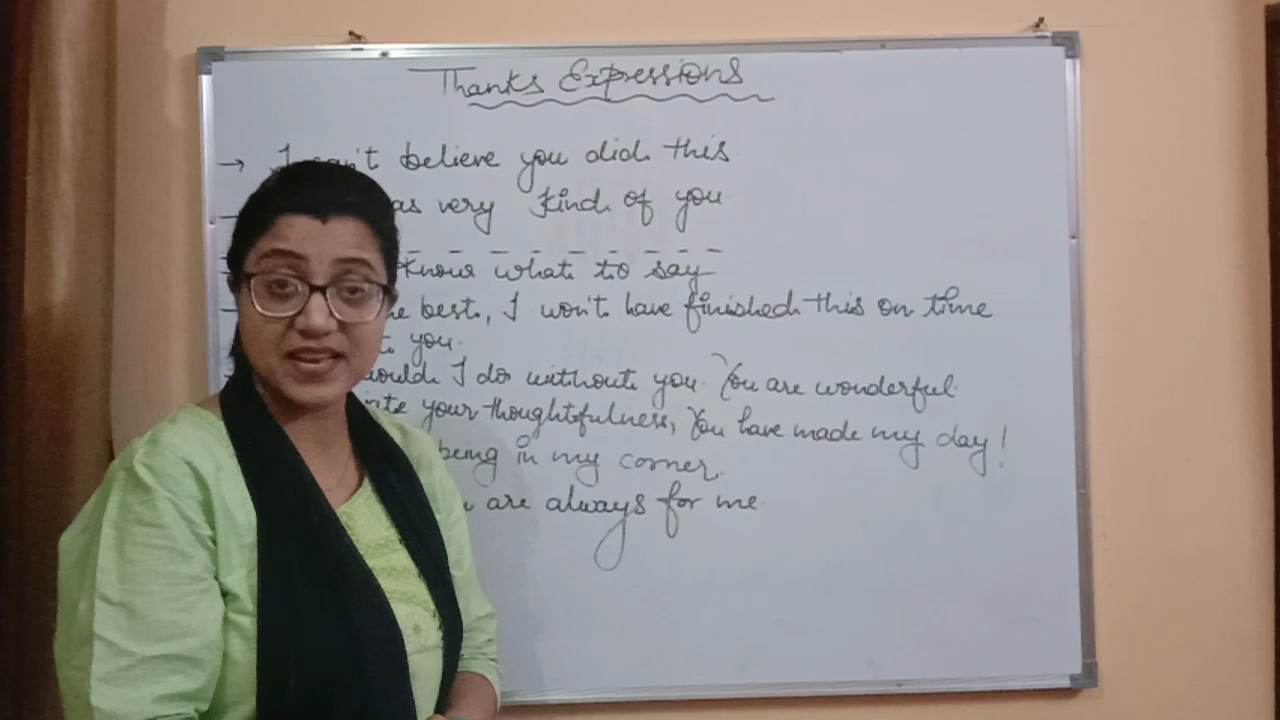 Thanks Expressions
→ I can't believe you did this.
as very kind of you
know what to say
best, I won't have finished this on time
you.
would I do without you. You are wonderful.
your thoughtfulness, You have made my day!
being in my corner.
are always for me.